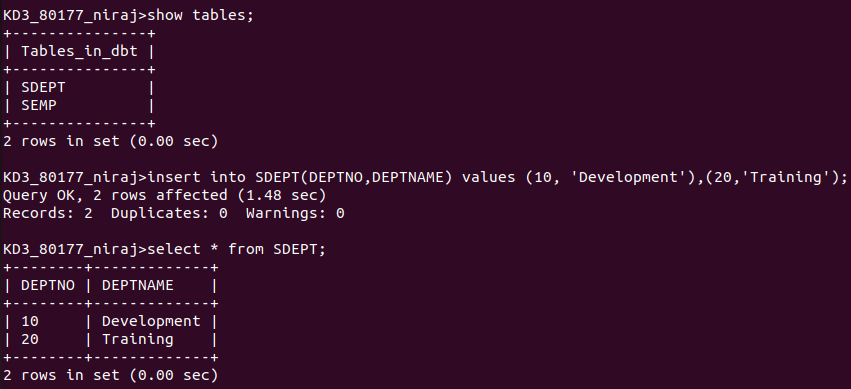 KD3_80177_niraj>show tables;
+---------------+
| Tables_in_dbt |
+---------------+
| SDEPT         |
| SEMP          |
+---------------+
2 rows in set (0.00 sec)

KD3_80177_niraj>insert into SDEPT(DEPTNO,DEPTNAME) values (10, 'Development'),(20,'Training');
Query OK, 2 rows affected (1.48 sec)
Records: 2  Duplicates: 0  Warnings: 0

KD3_80177_niraj>select * from SDEPT;
+--------+-------------+
| DEPTNO | DEPTNAME    |
+--------+-------------+
| 10     | Development |
| 20     | Training    |
+--------+-------------+
2 rows in set (0.00 sec)